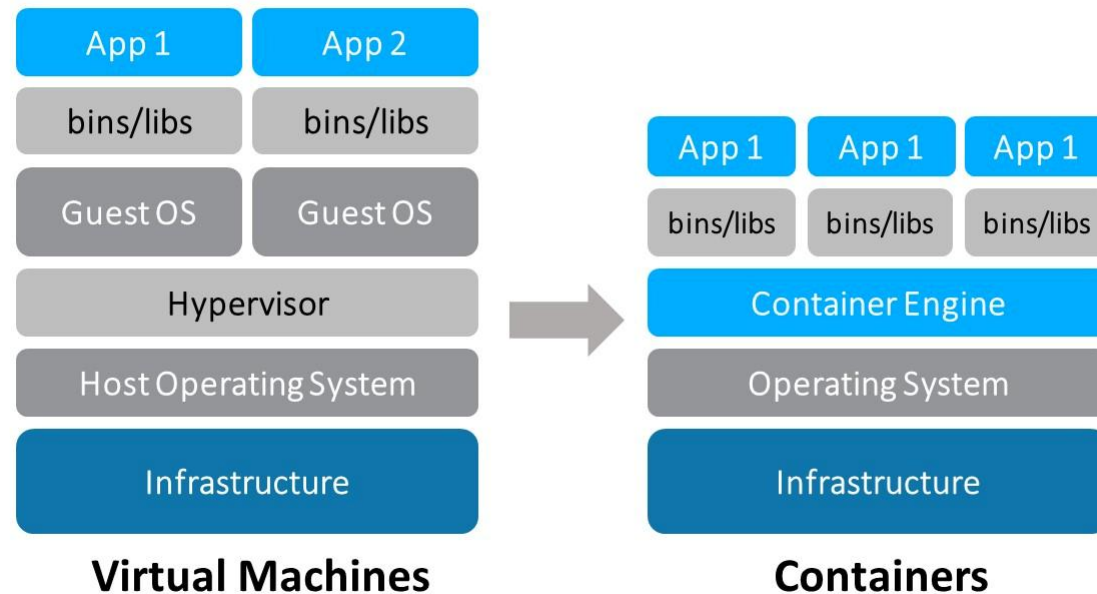 App 1 App 2
bins/libs bins/libs
Guest OS Guest OS
Hypervisor
Host Operating System
Infrastructure
Virtual Machines
App 1 App 1 App 1
bins/libs bins/libs bins/libs
Container Engine
Operating System
Infrastructure
Containers